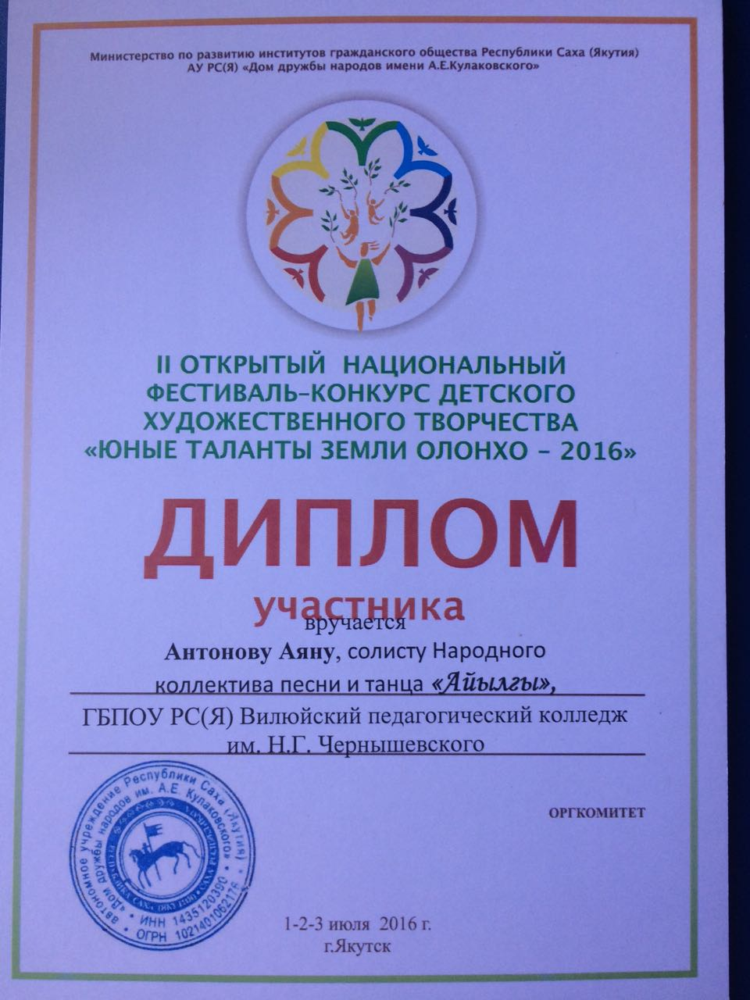 Министерство по развитию институтов гражданского общества Республики Саха (Якутия)
АУ РС(Я) «Дом дружбы народов имени А.Е.Кулаковского»
II ОТКРЫТЫЙ НАЦИОНАЛЬНЫЙ
ФЕСТИВАЛЬ-КОНКУРС ДЕТСКОГО
ХУДОЖЕСТВЕННОГО ТВОРЧЕСТВА
«ЮНЫЕ ТАЛАНТЫ ЗЕМЛИ ОЛОНХО – 2016»
ДИПЛОМ
участника
вручается
Антонову Аяну, солисту Народного
коллектива песни и танца «Айылгы»,
ГБПОУ РС(Я) Вилюйский педагогический колледж
им. Н.Г. Чернышевского
автономное учреждение Республики Саха (Якутия)
«Дом дружбы народов им. А.Е. Кулаковского»
ИНН 1435120390
ОГРН 1021401062176
ОРГКОМИТЕТ
1-2-3 июля 2016 г.
г.Якутск